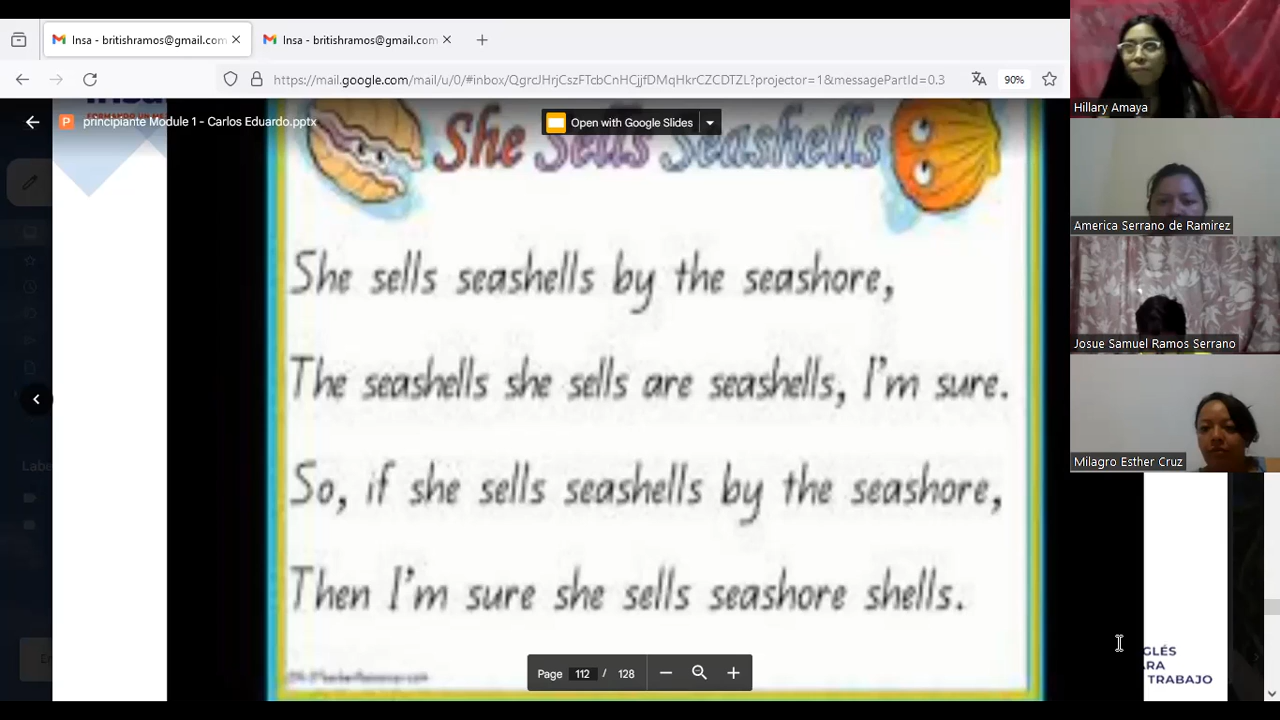 Insa - britishramos@gmail.com
Insa - britishramos@gmail.com
https://mail.google.com/mail/u/0/#inbox/QgrcJHrjCszFTcbCnHCjjfDMqHkrCZCDTZL?projector=1&messagePartId=0.3
90%
principiante Module 1 - Carlos Eduardo.pptx
Open with Google Slides
She Sells Seashells
She sells seashells by the seashore,
The seashells she sells are seashells, I'm sure.
So, if she sells seashells by the seashore,
Then I'm sure she sells seashore shells.
Page 112 / 128
Hillary Amaya
America Serrano de Ramirez
Josue Samuel Ramos Serrano
Milagro Esther Cruz
GLÉS
RA
TRABAJO